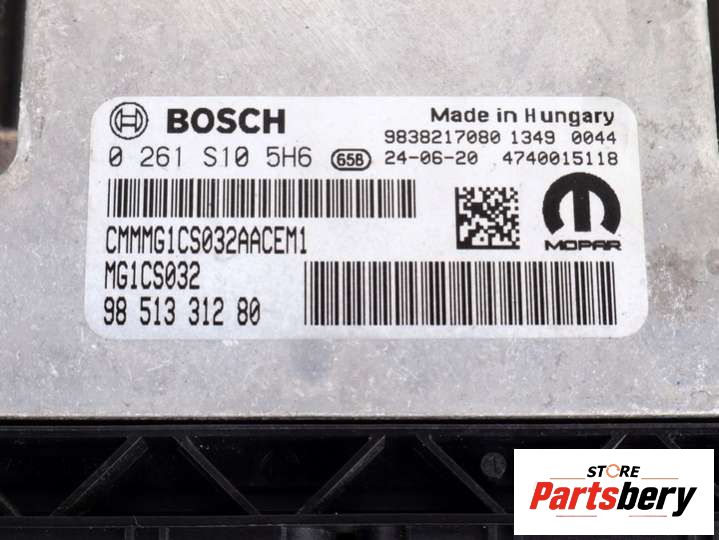 BOSCH
Made in Hungary
9838217080 1349 0044
0 261 S10 5H6 65B 24-06-20 4740015118
CMMMG1CS032AACEM1
MOPAR
MG1CS032
98 513 312 80
STORE
Partsbery